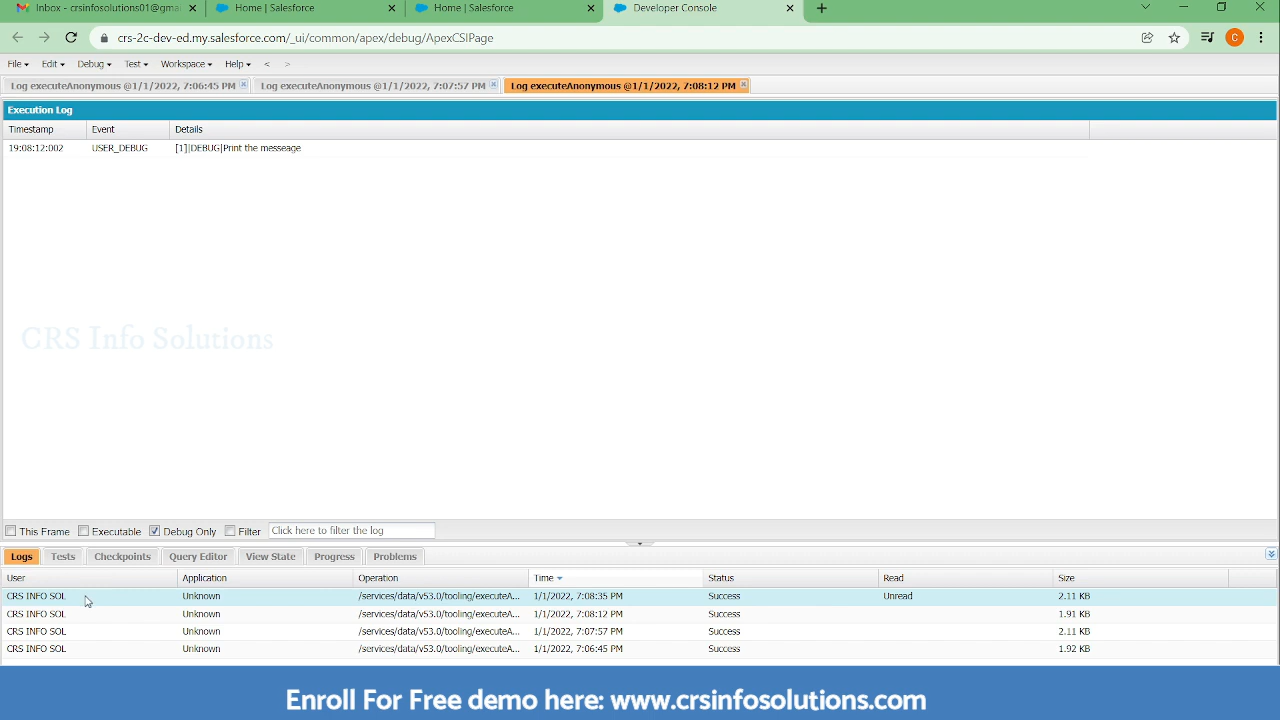 Inbox - crsinfosolutions01@gmai
Home | Salesforce
Home | Salesforce
Developer Console
crs-2c-dev-ed.my.salesforce.com/_ui/common/apex/debug/ApexCSIPage
C
File Edit Debug Test Workspace Help < >
Log executeAnonymous @1/1/2022, 7:06:45 PM
Log executeAnonymous @1/1/2022, 7:07:57 PM
Log executeAnonymous @1/1/2022, 7:08:12 PM
Execution Log
Timestamp Event Details
19:08:12:002 USER_DEBUG [1]|DEBUG|Print the messeage
CRS Info Solutions
This Frame Executable Debug Only Filter Click here to filter the log
Logs Tests Checkpoints Query Editor View State Progress Problems
User Application Operation Time Status Read Size
CRS INFO SOL Unknown /services/data/v53.0/tooling/executeA... 1/1/2022, 7:08:35 PM Success Unread 2.11 KB
CRS INFO SOL Unknown /services/data/v53.0/tooling/executeA... 1/1/2022, 7:08:12 PM Success 1.91 KB
CRS INFO SOL Unknown /services/data/v53.0/tooling/executeA... 1/1/2022, 7:07:57 PM Success 2.11 KB
CRS INFO SOL Unknown /services/data/v53.0/tooling/executeA... 1/1/2022, 7:06:45 PM Success 1.92 KB
Enroll For Free demo here: www.crsinfosolutions.com